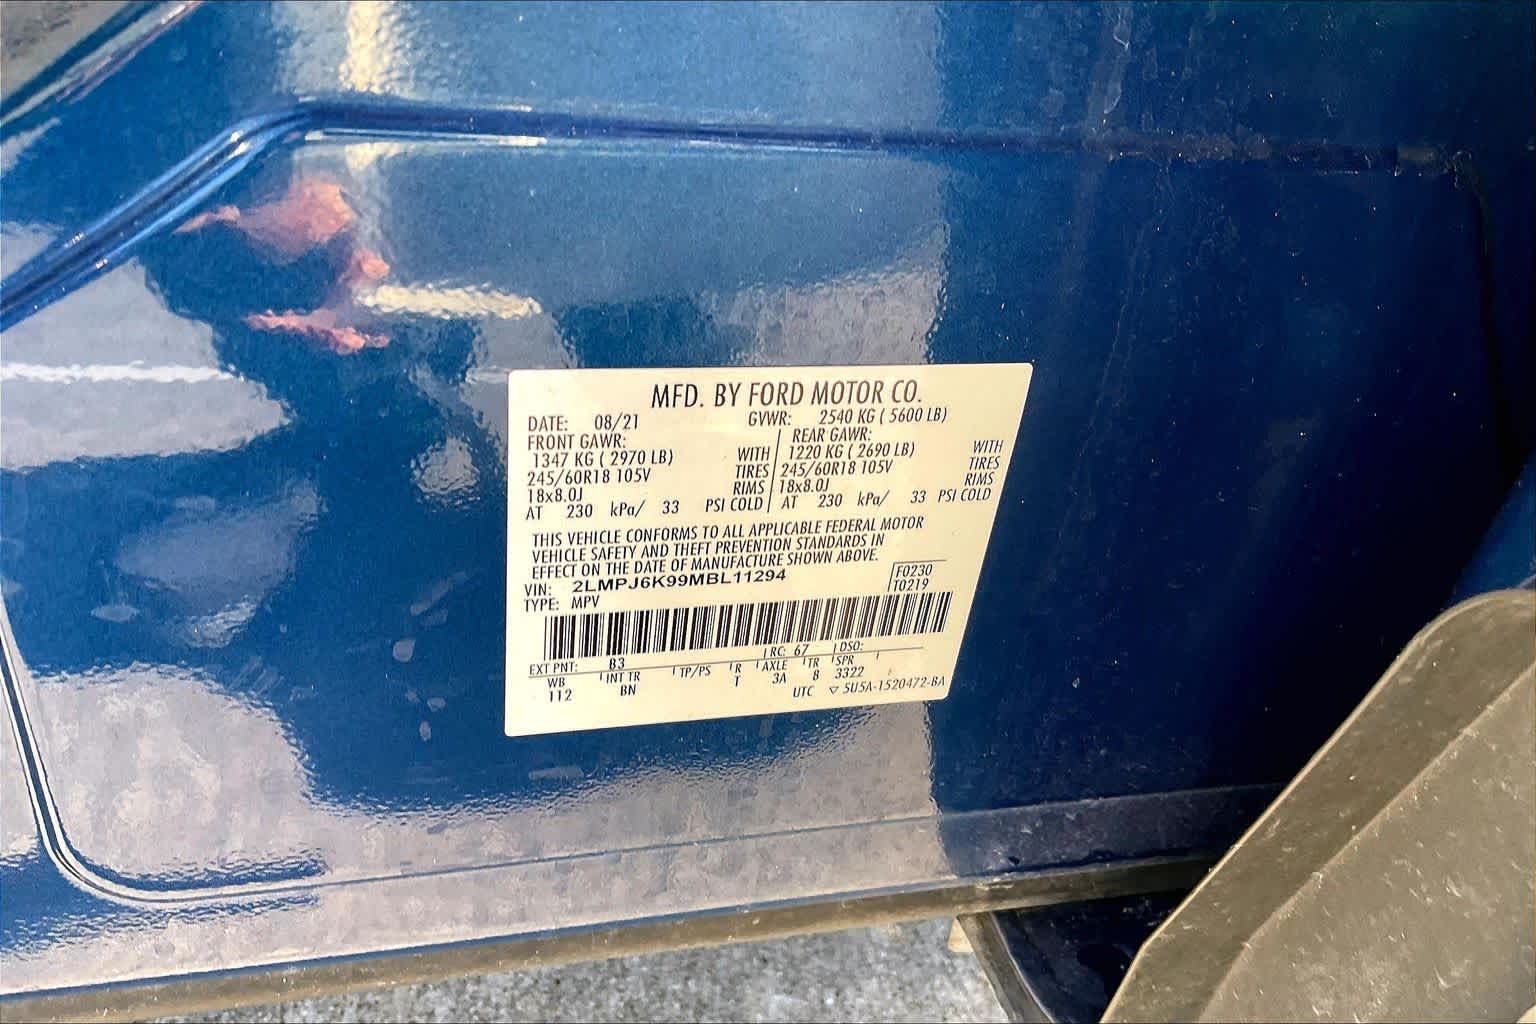 MFD. BY FORD MOTOR CO.
DATE: 08/21 GVWR: 2540 KG ( 5600 LB)
FRONT GAWR: REAR GAWR:
1347 KG ( 2970 LB) WITH 1220 KG ( 2690 LB) WITH
245/60R18 105V TIRES 245/60R18 105V TIRES
18x8.0J RIMS 18x8.0J RIMS
AT 230 kPa/ 33 PSI COLD AT 230 kPa/ 33 PSI COLD
THIS VEHICLE CONFORMS TO ALL APPLICABLE FEDERAL MOTOR
VEHICLE SAFETY AND THEFT PREVENTION STANDARDS IN
EFFECT ON THE DATE OF MANUFACTURE SHOWN ABOVE.
VIN: 2LMPJ6K99MBL11294 F0230
TYPE: MPV T0219
EXT PNT: B3 RC: 67 DSO:
WB INT TR TP/PS R AXLE TR SPR
112 BN T 3A 8 3322
UTC ▽ 5U5A-1520472-BA